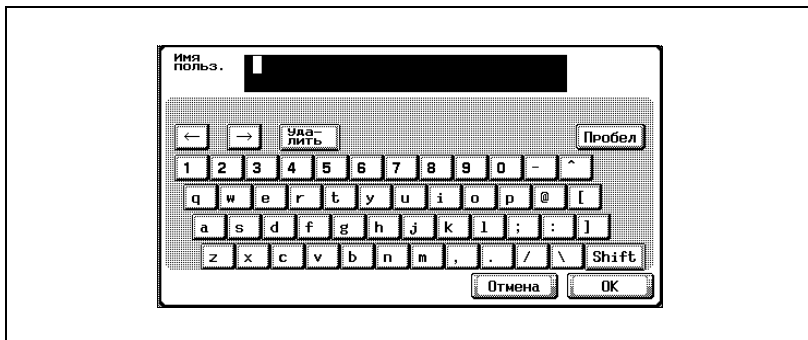 Имя
польз.
← → Уда-
лить Пробел
1 2 3 4 5 6 7 8 9 0 - ^
q w e r t y u i o p @ [
a s d f g h j k l ; : ]
z x c v b n m , . / \ Shift
Отмена OK